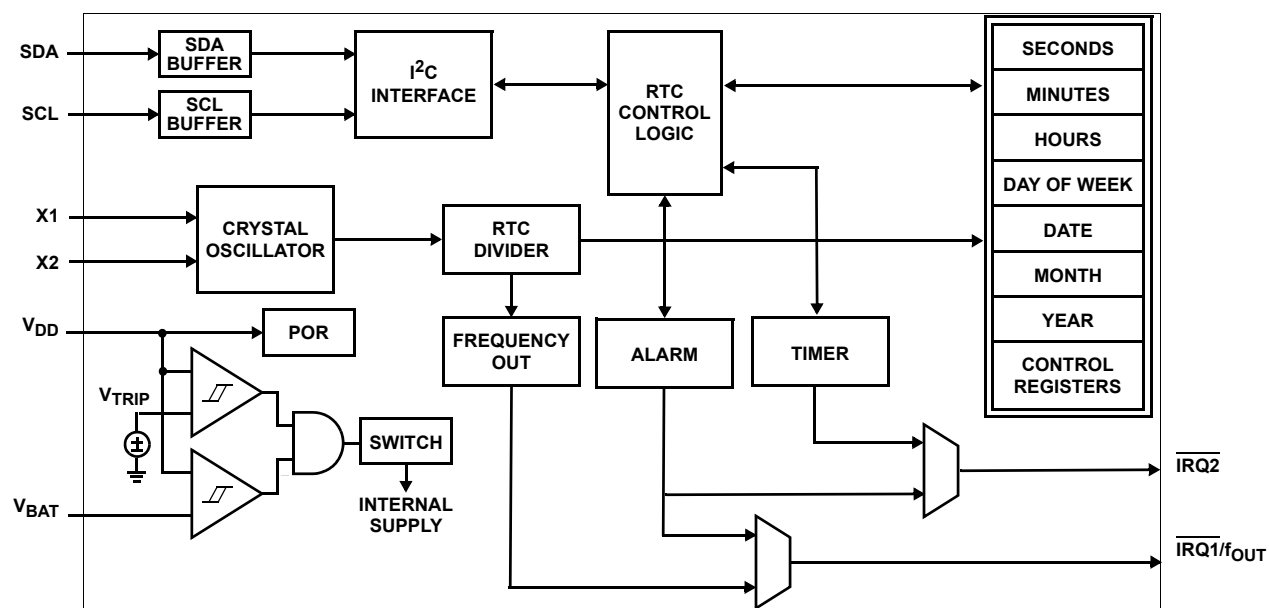 SDA
SDA
BUFFER
I²C
INTERFACE
SCL
SCL
BUFFER
RTC
CONTROL
LOGIC
SECONDS
MINUTES
HOURS
DAY OF WEEK
DATE
MONTH
YEAR
CONTROL
REGISTERS
X1
X2
CRYSTAL
OSCILLATOR
RTC
DIVIDER
VDD
POR
FREQUENCY
OUT
ALARM
TIMER
VTRIP
±
SWITCH
INTERNAL
SUPPLY
VBAT
IRQ2
IRQ1/fOUT